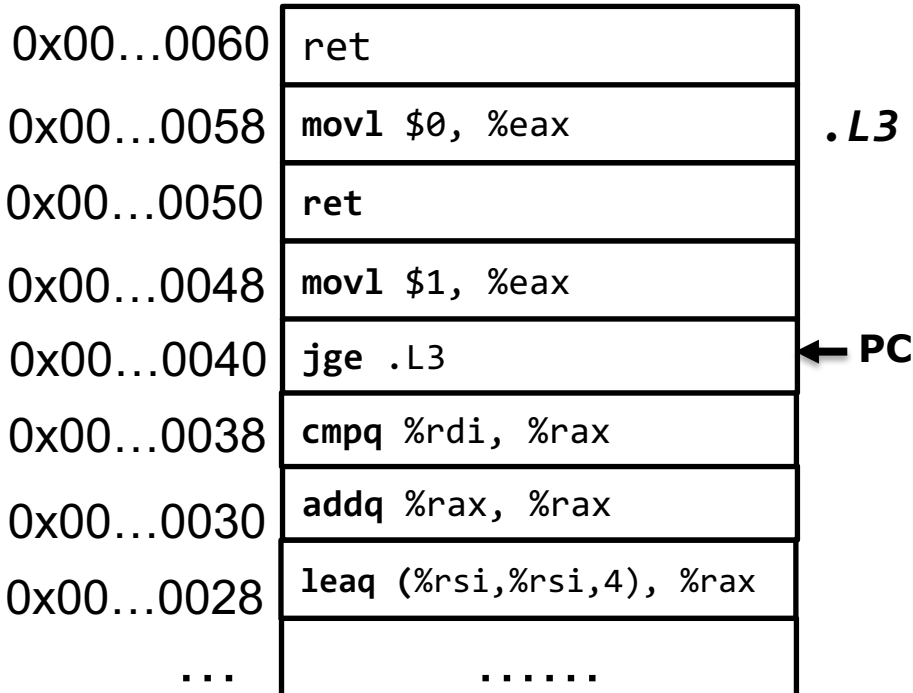 0x00…0060 ret
0x00…0058 movl $0, %eax .L3
0x00…0050 ret
0x00…0048 movl $1, %eax
0x00…0040 jge .L3 PC
0x00…0038 cmpq %rdi, %rax
0x00…0030 addq %rax, %rax
0x00…0028 leaq (%rsi,%rsi,4), %rax
... ......